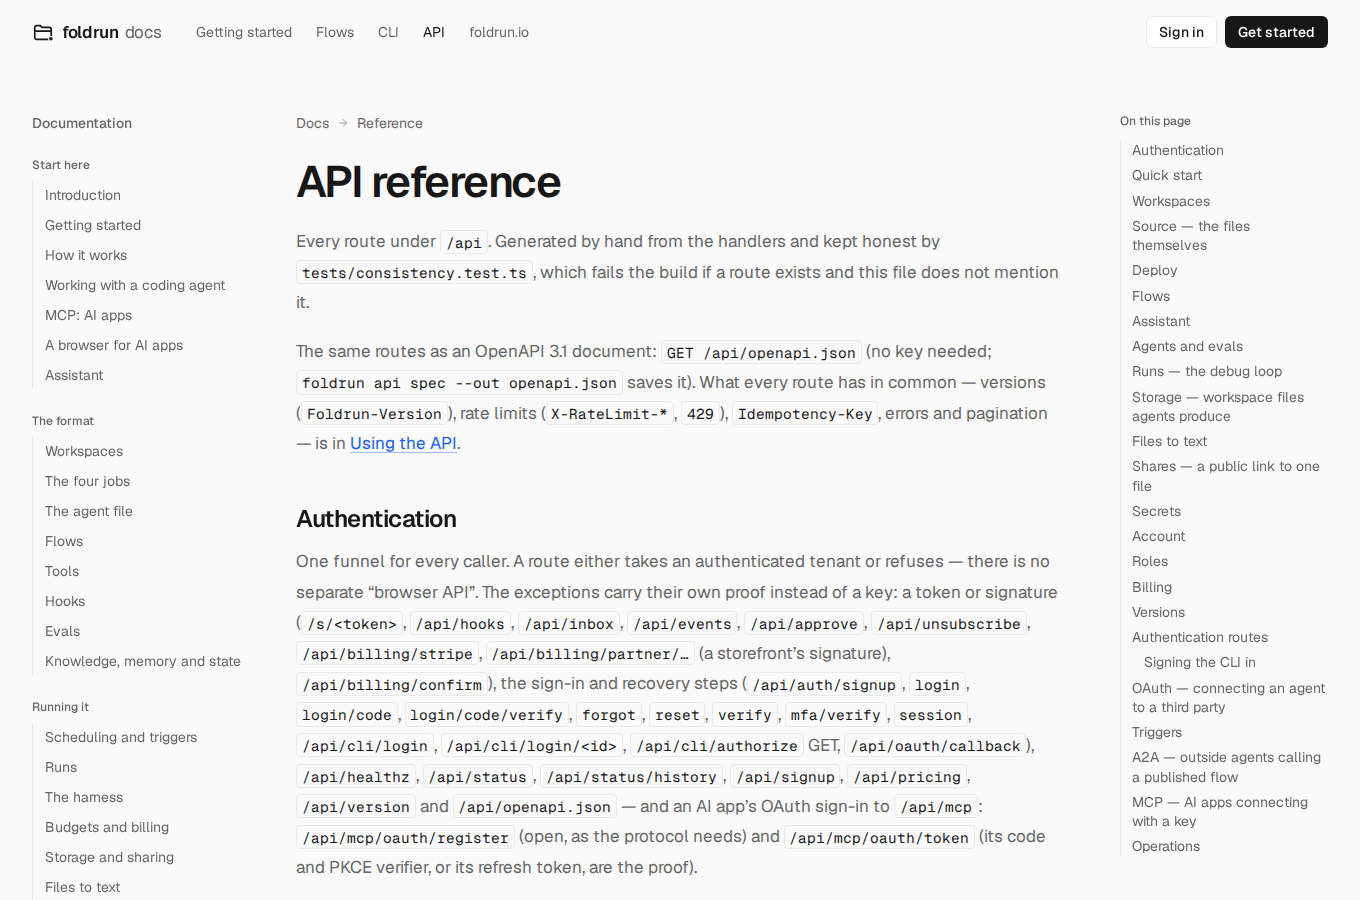 foldrun docs
Getting started
Flows
CLI
API
foldrun.io
Sign in
Get started
Documentation
Start here
Introduction
Getting started
How it works
Working with a coding agent
MCP: AI apps
A browser for AI apps
Assistant
The format
Workspaces
The four jobs
The agent file
Flows
Tools
Hooks
Evals
Knowledge, memory and state
Running it
Scheduling and triggers
Runs
The harness
Budgets and billing
Storage and sharing
Files to text
Docs → Reference
API reference
Every route under /api. Generated by hand from the handlers and kept honest by
tests/consistency.test.ts, which fails the build if a route exists and this file does not mention
it.
The same routes as an OpenAPI 3.1 document: GET /api/openapi.json (no key needed;
foldrun api spec --out openapi.json saves it). What every route has in common — versions
(Foldrun-Version), rate limits (X-RateLimit-*, 429), Idempotency-Key, errors and pagination
— is in Using the API.
Authentication
One funnel for every caller. A route either takes an authenticated tenant or refuses — there is no
separate “browser API”. The exceptions carry their own proof instead of a key: a token or signature
(/s/<token>, /api/hooks, /api/inbox, /api/events, /api/approve, /api/unsubscribe,
/api/billing/stripe, /api/billing/partner/… (a storefront’s signature),
/api/billing/confirm), the sign-in and recovery steps (/api/auth/signup, login,
login/code, login/code/verify, forgot, reset, verify, mfa/verify, session,
/api/cli/login, /api/cli/login/<id>, /api/cli/authorize GET, /api/oauth/callback),
/api/healthz, /api/status, /api/status/history, /api/signup, /api/pricing,
/api/version and /api/openapi.json — and an AI app’s OAuth sign-in to /api/mcp:
/api/mcp/oauth/register (open, as the protocol needs) and /api/mcp/oauth/token (its code
and PKCE verifier, or its refresh token, are the proof).
On this page
Authentication
Quick start
Workspaces
Source — the files
themselves
Deploy
Flows
Assistant
Agents and evals
Runs — the debug loop
Storage — workspace files
agents produce
Files to text
Shares — a public link to one
file
Secrets
Account
Roles
Billing
Versions
Authentication routes
Signing the CLI in
OAuth — connecting an agent
to a third party
Triggers
A2A — outside agents calling
a published flow
MCP — AI apps connecting
with a key
Operations